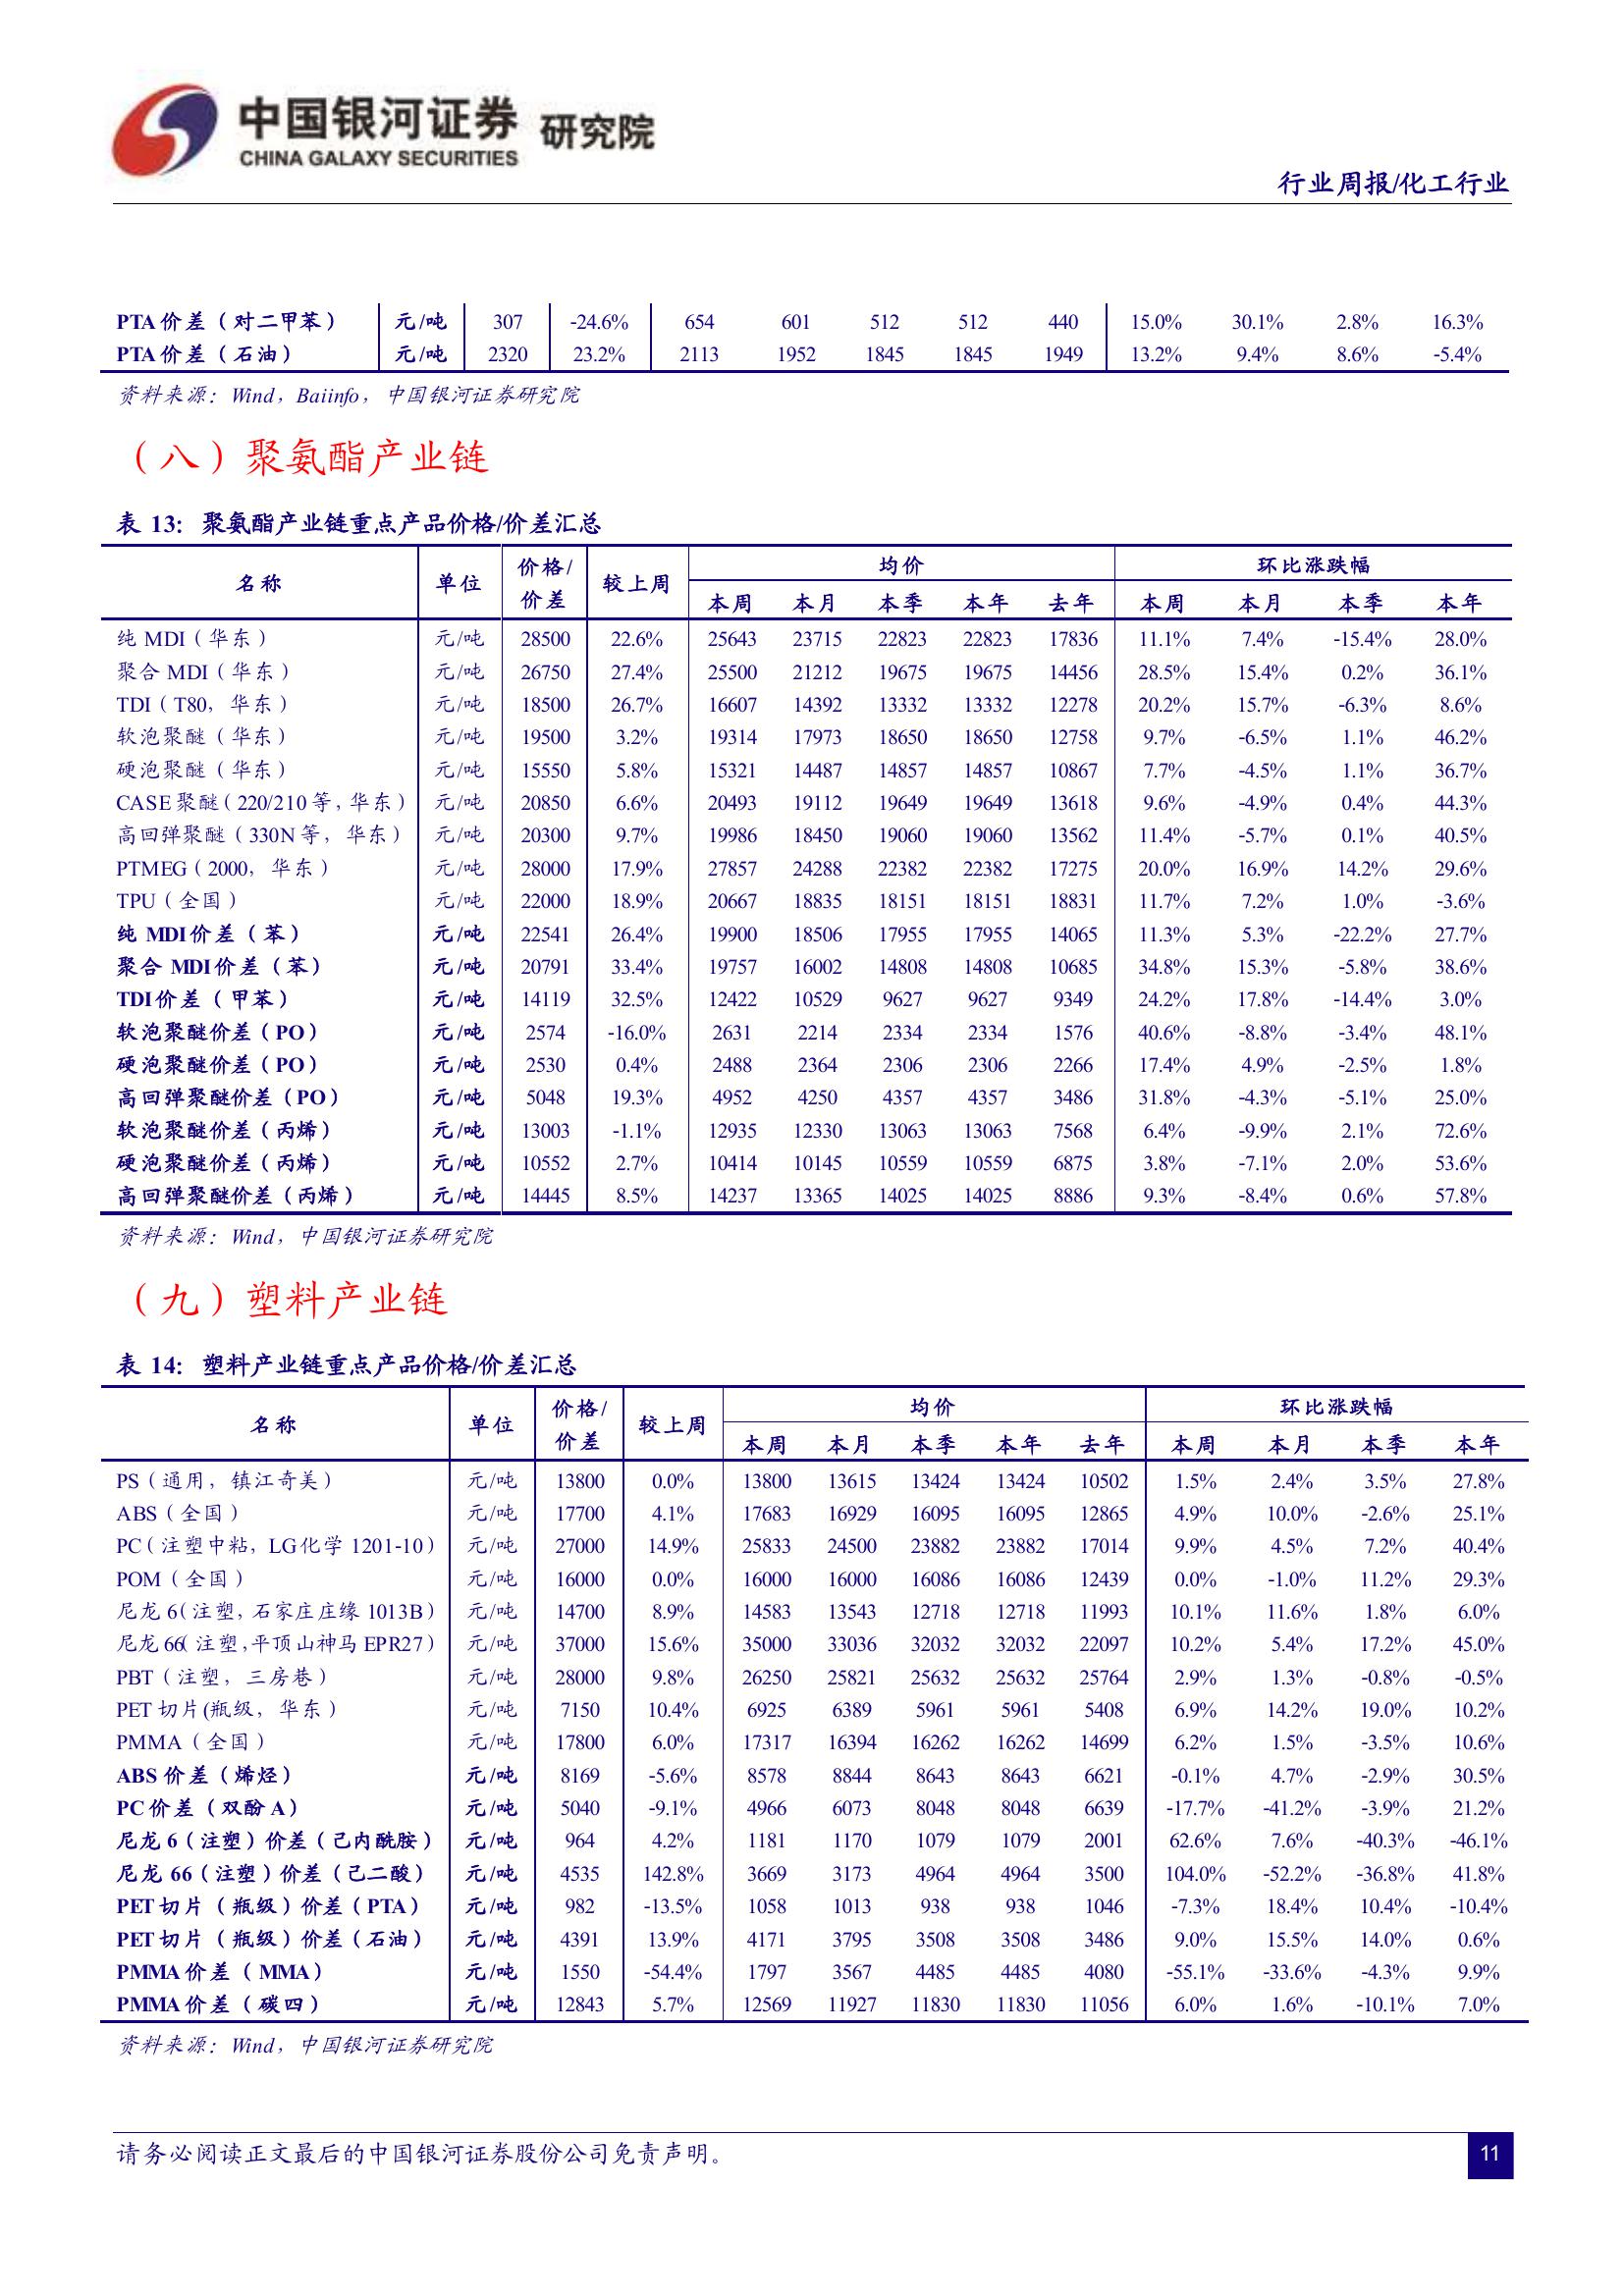 中国银河证券 研究院
CHINA GALAXY SECURITIES
行业周报/化工行业
PTA 价差（对二甲苯） 元/吨 307 -24.6% 654 601 512 512 440 15.0% 30.1% 2.8% 16.3%
PTA 价差（石油） 元/吨 2320 23.2% 2113 1952 1845 1845 1949 13.2% 9.4% 8.6% -5.4%
资料来源：Wind，Baiinfo，中国银河证券研究院
（八）聚氨酯产业链
表 13：聚氨酯产业链重点产品价格/价差汇总
名称 单位 价格/价差 较上周 均价 环比涨跌幅
本周 本月 本季 本年 去年 本周 本月 本季 本年
纯 MDI（华东） 元/吨 28500 22.6% 25643 23715 22823 22823 17836 11.1% 7.4% -15.4% 28.0%
聚合 MDI（华东） 元/吨 26750 27.4% 25500 21212 19675 19675 14456 28.5% 15.4% 0.2% 36.1%
TDI（T80，华东） 元/吨 18500 26.7% 16607 14392 13332 13332 12278 20.2% 15.7% -6.3% 8.6%
软泡聚醚（华东） 元/吨 19500 3.2% 19314 17973 18650 18650 12758 9.7% -6.5% 1.1% 46.2%
硬泡聚醚（华东） 元/吨 15550 5.8% 15321 14487 14857 14857 10867 7.7% -4.5% 1.1% 36.7%
CASE 聚醚（220/210 等，华东） 元/吨 20850 6.6% 20493 19112 19649 19649 13618 9.6% -4.9% 0.4% 44.3%
高回弹聚醚（330N 等，华东） 元/吨 20300 9.7% 19986 18450 19060 19060 13562 11.4% -5.7% 0.1% 40.5%
PTMEG（2000，华东） 元/吨 28000 17.9% 27857 24288 22382 22382 17275 20.0% 16.9% 14.2% 29.6%
TPU（全国） 元/吨 22000 18.9% 20667 18835 18151 18151 18831 11.7% 7.2% 1.0% -3.6%
纯 MDI 价差（苯） 元/吨 22541 26.4% 19900 18506 17955 17955 14065 11.3% 5.3% -22.2% 27.7%
聚合 MDI 价差（苯） 元/吨 20791 33.4% 19757 16002 14808 14808 10685 34.8% 15.3% -5.8% 38.6%
TDI 价差（甲苯） 元/吨 14119 32.5% 12422 10529 9627 9627 9349 24.2% 17.8% -14.4% 3.0%
软泡聚醚价差（PO） 元/吨 2574 -16.0% 2631 2214 2334 2334 1576 40.6% -8.8% -3.4% 48.1%
硬泡聚醚价差（PO） 元/吨 2530 0.4% 2488 2364 2306 2306 2266 17.4% 4.9% -2.5% 1.8%
高回弹聚醚价差（PO） 元/吨 5048 19.3% 4952 4250 4357 4357 3486 31.8% -4.3% -5.1% 25.0%
软泡聚醚价差（丙烯） 元/吨 13003 -1.1% 12935 12330 13063 13063 7568 6.4% -9.9% 2.1% 72.6%
硬泡聚醚价差（丙烯） 元/吨 10552 2.7% 10414 10145 10559 10559 6875 3.8% -7.1% 2.0% 53.6%
高回弹聚醚价差（丙烯） 元/吨 14445 8.5% 14237 13365 14025 14025 8886 9.3% -8.4% 0.6% 57.8%
资料来源：Wind，中国银河证券研究院
（九）塑料产业链
表 14：塑料产业链重点产品价格/价差汇总
名称 单位 价格/价差 较上周 均价 环比涨跌幅
本周 本月 本季 本年 去年 本周 本月 本季 本年
PS（通用，镇江奇美） 元/吨 13800 0.0% 13800 13615 13424 13424 10502 1.5% 2.4% 3.5% 27.8%
ABS（全国） 元/吨 17700 4.1% 17683 16929 16095 16095 12865 4.9% 10.0% -2.6% 25.1%
PC（注塑中粘，LG化学 1201-10） 元/吨 27000 14.9% 25833 24500 23882 23882 17014 9.9% 4.5% 7.2% 40.4%
POM（全国） 元/吨 16000 0.0% 16000 16000 16086 16086 12439 0.0% -1.0% 11.2% 29.3%
尼龙 6（注塑，石家庄庄缘 1013B） 元/吨 14700 8.9% 14583 13543 12718 12718 11993 10.1% 11.6% 1.8% 6.0%
尼龙 66（注塑，平顶山神马 EPR27） 元/吨 37000 15.6% 35000 33036 32032 32032 22097 10.2% 5.4% 17.2% 45.0%
PBT（注塑，三房巷） 元/吨 28000 9.8% 26250 25821 25632 25632 25764 2.9% 1.3% -0.8% -0.5%
PET 切片(瓶级，华东） 元/吨 7150 10.4% 6925 6389 5961 5961 5408 6.9% 14.2% 19.0% 10.2%
PMMA（全国） 元/吨 17800 6.0% 17317 16394 16262 16262 14699 6.2% 1.5% -3.5% 10.6%
ABS 价差（烯烃） 元/吨 8169 -5.6% 8578 8844 8643 8643 6621 -0.1% 4.7% -2.9% 30.5%
PC 价差（双酚 A） 元/吨 5040 -9.1% 4966 6073 8048 8048 6639 -17.7% -41.2% -3.9% 21.2%
尼龙 6（注塑）价差（己内酰胺） 元/吨 964 4.2% 1181 1170 1079 1079 2001 62.6% 7.6% -40.3% -46.1%
尼龙 66（注塑）价差（己二酸） 元/吨 4535 142.8% 3669 3173 4964 4964 3500 104.0% -52.2% -36.8% 41.8%
PET 切片（瓶级）价差（PTA） 元/吨 982 -13.5% 1058 1013 938 938 1046 -7.3% 18.4% 10.4% -10.4%
PET 切片（瓶级）价差（石油） 元/吨 4391 13.9% 4171 3795 3508 3508 3486 9.0% 15.5% 14.0% 0.6%
PMMA 价差（MMA） 元/吨 1550 -54.4% 1797 3567 4485 4485 4080 -55.1% -33.6% -4.3% 9.9%
PMMA 价差（碳四） 元/吨 12843 5.7% 12569 11927 11830 11830 11056 6.0% 1.6% -10.1% 7.0%
资料来源：Wind，中国银河证券研究院
请务必阅读正文最后的中国银河证券股份公司免责声明。
11